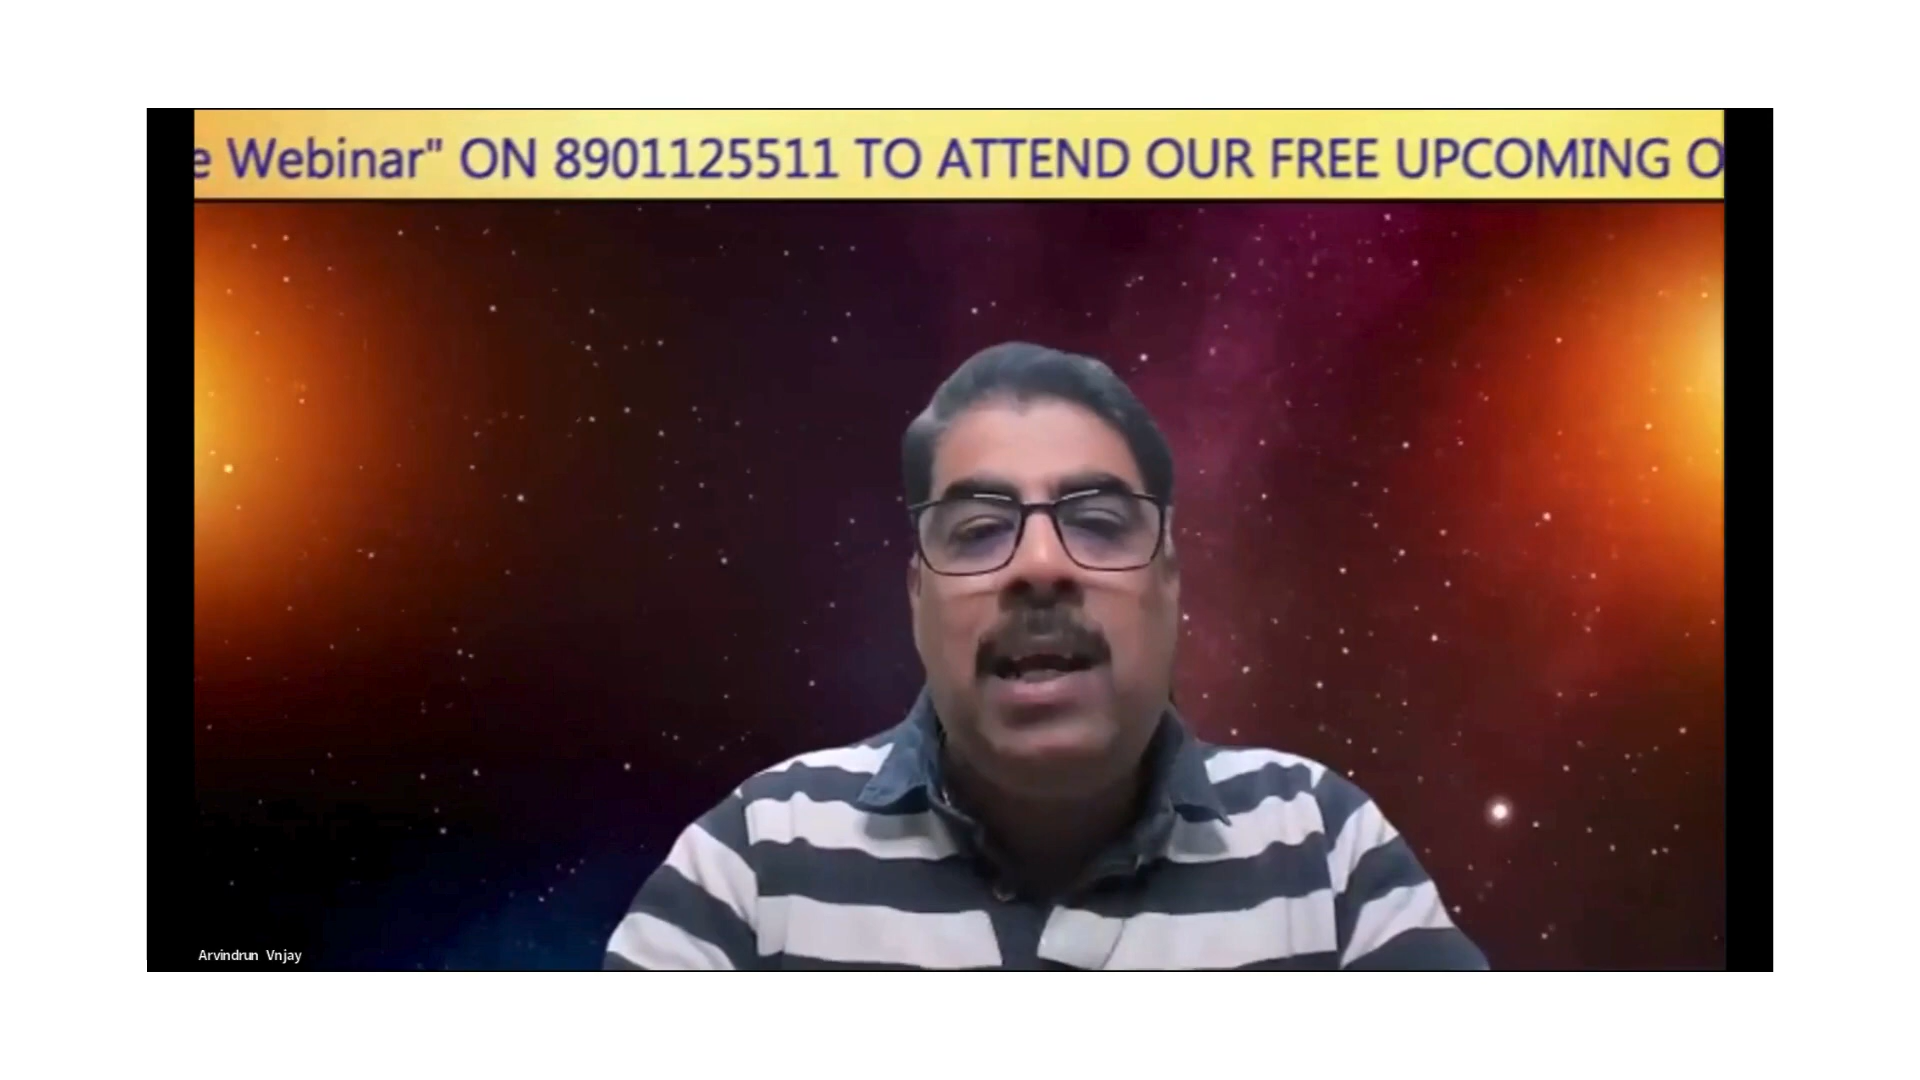 e Webinar" ON 8901125511 TO ATTEND OUR FREE UPCOMING O
Arvindrun Vnjay